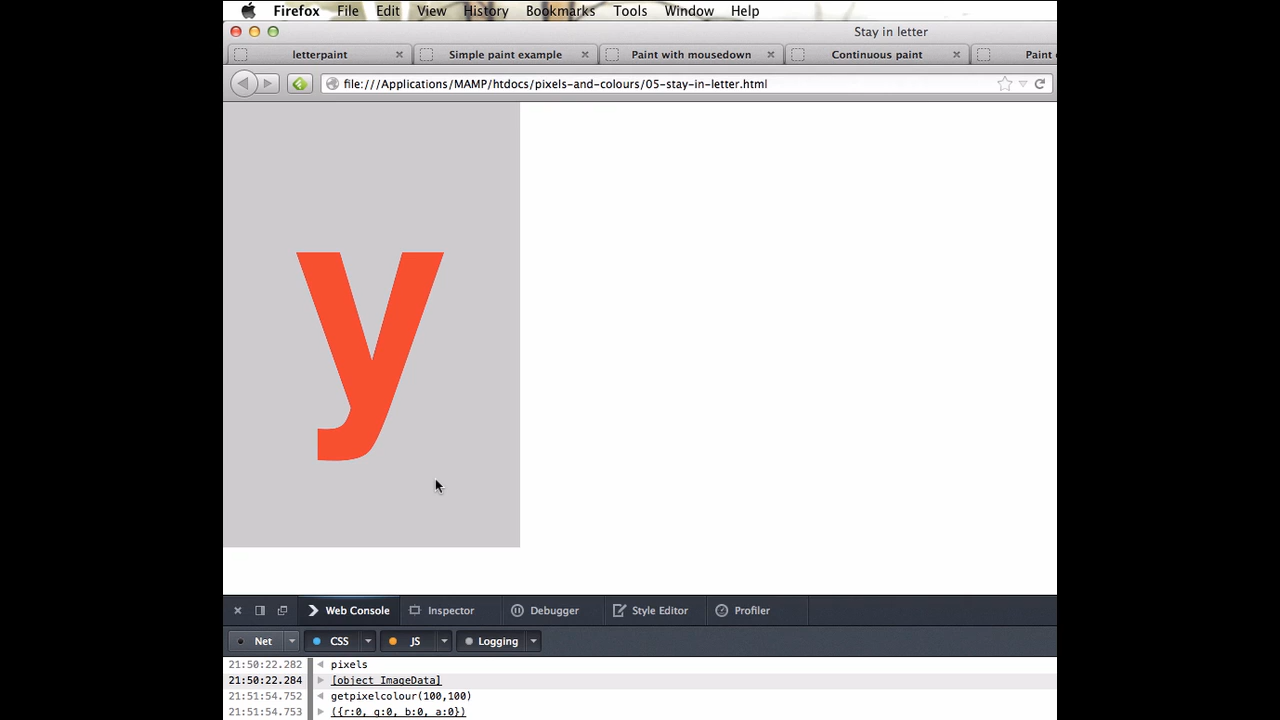 Firefox File Edit View History Bookmarks Tools Window Help
Stay in letter
letterpaint Simple paint example Paint with mousedown Continuous paint Paint
file:///Applications/MAMP/htdocs/pixels-and-colours/05-stay-in-letter.html
y
Web Console Inspector Debugger Style Editor Profiler
Net CSS JS Logging
21:50:22.282 pixels
21:50:22.284 [object ImageData]
21:51:54.752 getpixelcolour(100,100)
21:51:54.753 ({r:0, g:0, b:0, a:0})